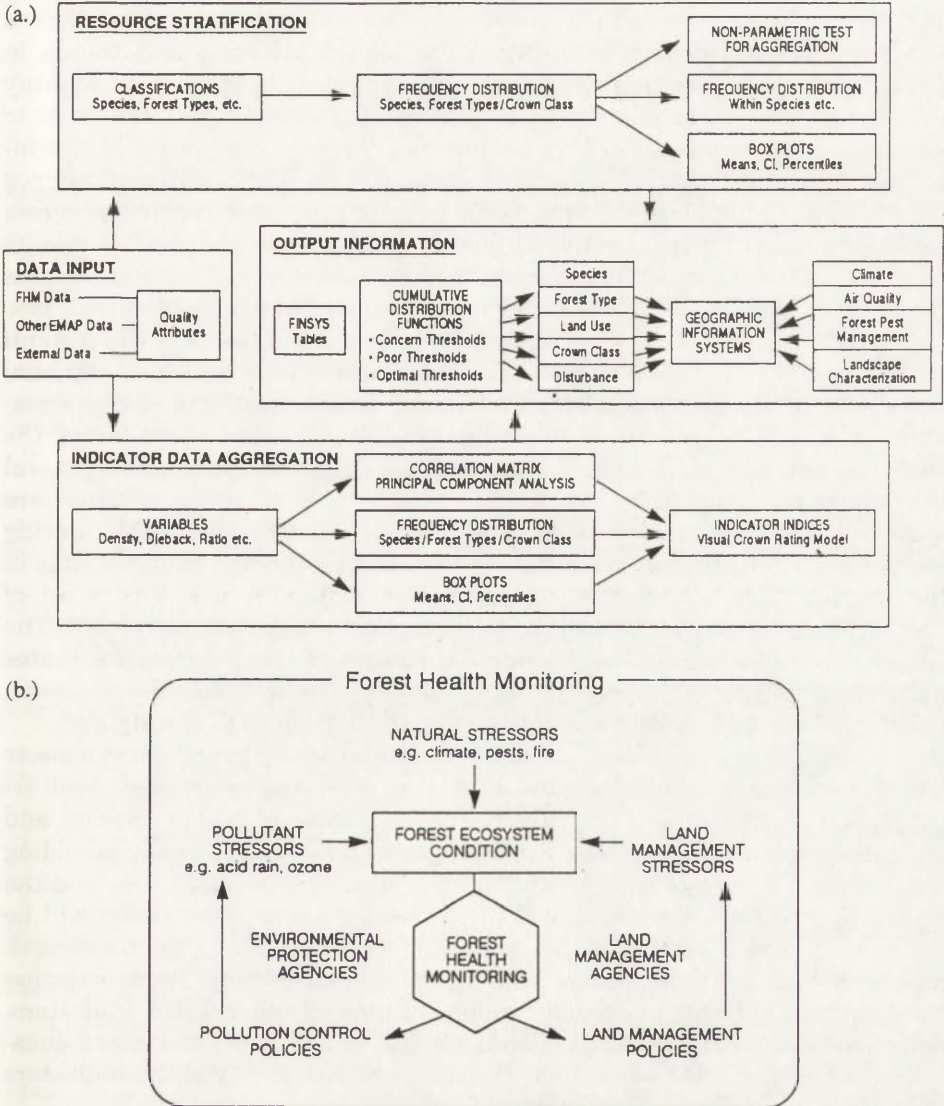 (a.)
RESOURCE STRATIFICATION
CLASSIFICATIONS
Species, Forest Types, etc.
FREQUENCY DISTRIBUTION
Species, Forest Types/Crown Class
NON-PARAMETRIC TEST
FOR AGGREGATION
FREQUENCY DISTRIBUTION
Within Species etc.
BOX PLOTS
Means, CI, Percentiles
DATA INPUT
FHM Data
Other EMAP Data
External Data
Quality
Attributes
OUTPUT INFORMATION
FINSYS
Tables
CUMULATIVE
DISTRIBUTION
FUNCTIONS
• Concern Thresholds
• Poor Thresholds
• Optimal Thresholds
Species
Forest Type
Land Use
Crown Class
Disturbance
GEOGRAPHIC
INFORMATION
SYSTEMS
Climate
Air Quality
Forest Pest
Management
Landscape
Characterization
INDICATOR DATA AGGREGATION
VARIABLES
Density, Dieback, Ratio etc.
CORRELATION MATRIX
PRINCIPAL COMPONENT ANALYSIS
FREQUENCY DISTRIBUTION
Species/Forest Types/Crown Class
BOX PLOTS
Means, CI, Percentiles
INDICATOR INDICES
Visual Crown Rating Model
(b.)
Forest Health Monitoring
NATURAL STRESSORS
e.g. climate, pests, fire
POLLUTANT
STRESSORS
e.g. acid rain, ozone
FOREST ECOSYSTEM
CONDITION
LAND
MANAGEMENT
STRESSORS
ENVIRONMENTAL
PROTECTION
AGENCIES
FOREST
HEALTH
MONITORING
LAND
MANAGEMENT
AGENCIES
POLLUTION CONTROL
POLICIES
LAND MANAGEMENT
POLICIES